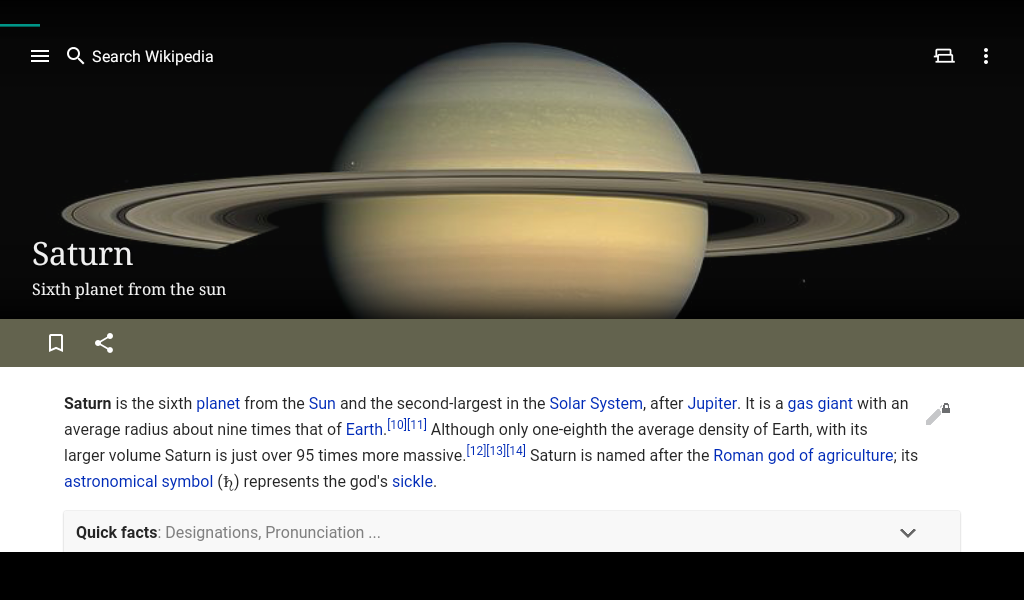 Search Wikipedia
Saturn
Sixth planet from the sun
Saturn is the sixth planet from the Sun and the second-largest in the Solar System, after Jupiter. It is a gas giant with an
average radius about nine times that of Earth.[10][11] Although only one-eighth the average density of Earth, with its
larger volume Saturn is just over 95 times more massive.[12][13][14] Saturn is named after the Roman god of agriculture; its
astronomical symbol (♄) represents the god's sickle.
Quick facts: Designations, Pronunciation ...